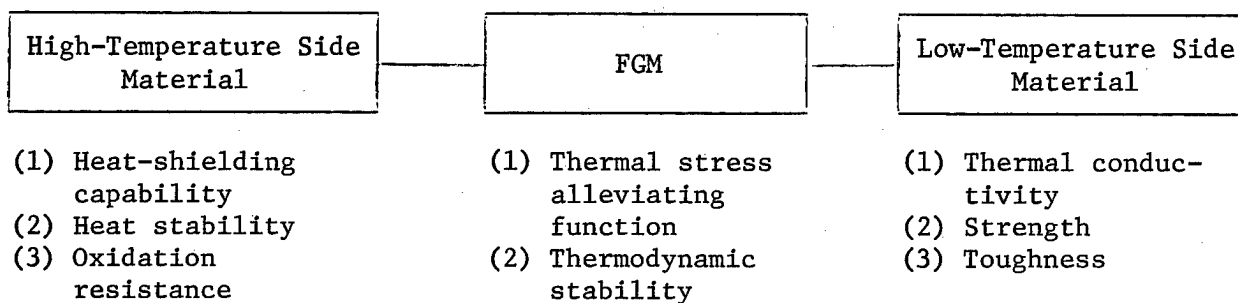 High-Temperature Side
Material
FGM
Low-Temperature Side
Material
(1) Heat-shielding
capability
(2) Heat stability
(3) Oxidation
resistance
(1) Thermal stress
alleviating
function
(2) Thermodynamic
stability
(1) Thermal conduc-
tivity
(2) Strength
(3) Toughness